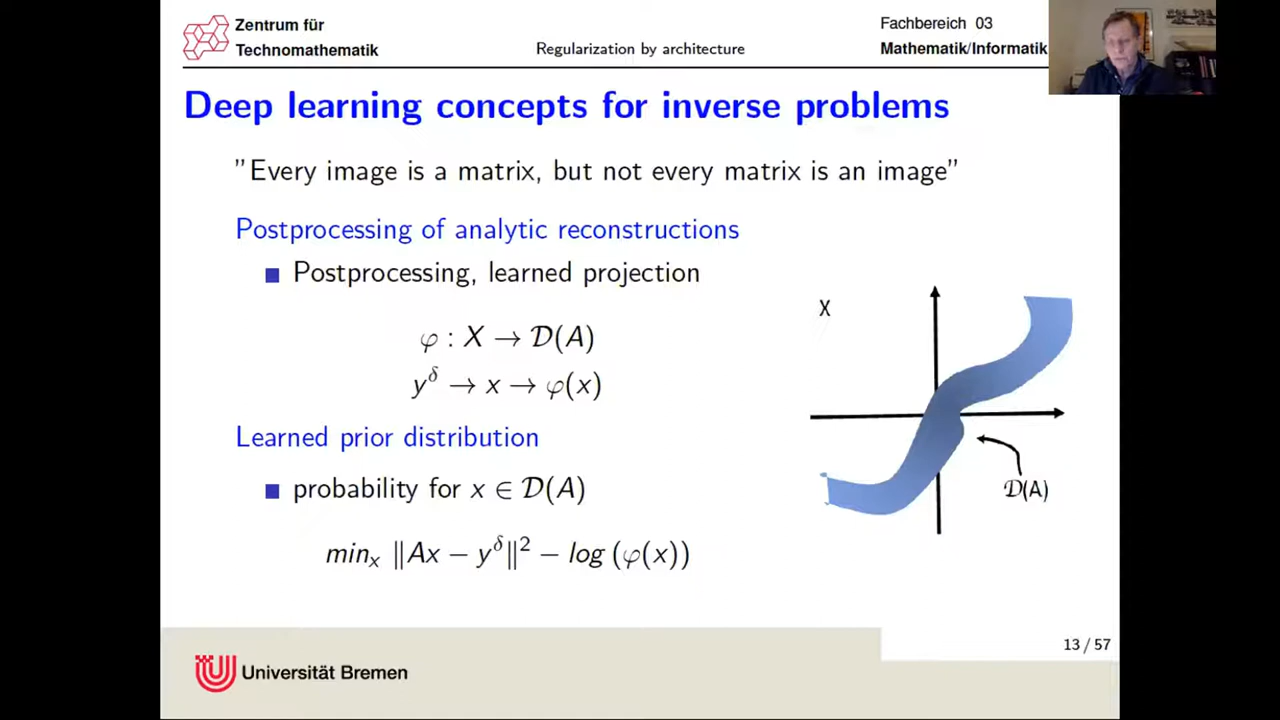 Zentrum für
Technomathematik
Regularization by architecture
Fachbereich 03
Mathematik/Informatik
Deep learning concepts for inverse problems
"Every image is a matrix, but not every matrix is an image"
Postprocessing of analytic reconstructions
Postprocessing, learned projection
φ : X → 𝒟(A)
y^δ → x → φ(x)
Learned prior distribution
probability for x ∈ 𝒟(A)
min_x ‖Ax − y^δ‖² − log (φ(x))
X
𝒟(A)
13 / 57
Universität Bremen